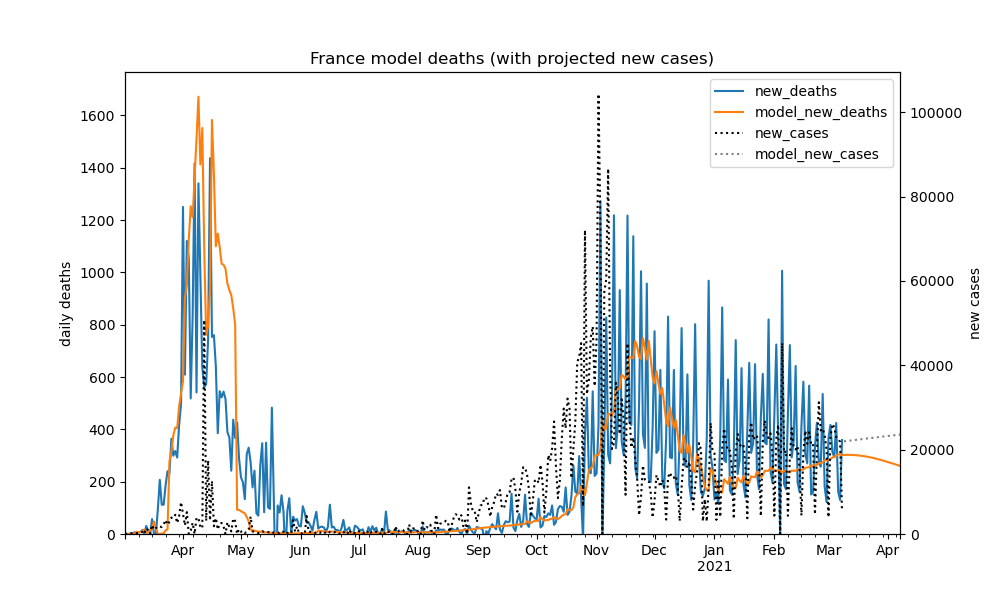 France model deaths (with projected new cases)
new_deaths
model_new_deaths
new_cases
model_new_cases
1600
1400
1200
1000
800
600
400
200
0
daily deaths
100000
80000
60000
40000
20000
0
new cases
Apr May Jun Jul Aug Sep Oct Nov Dec Jan Feb Mar Apr
2021